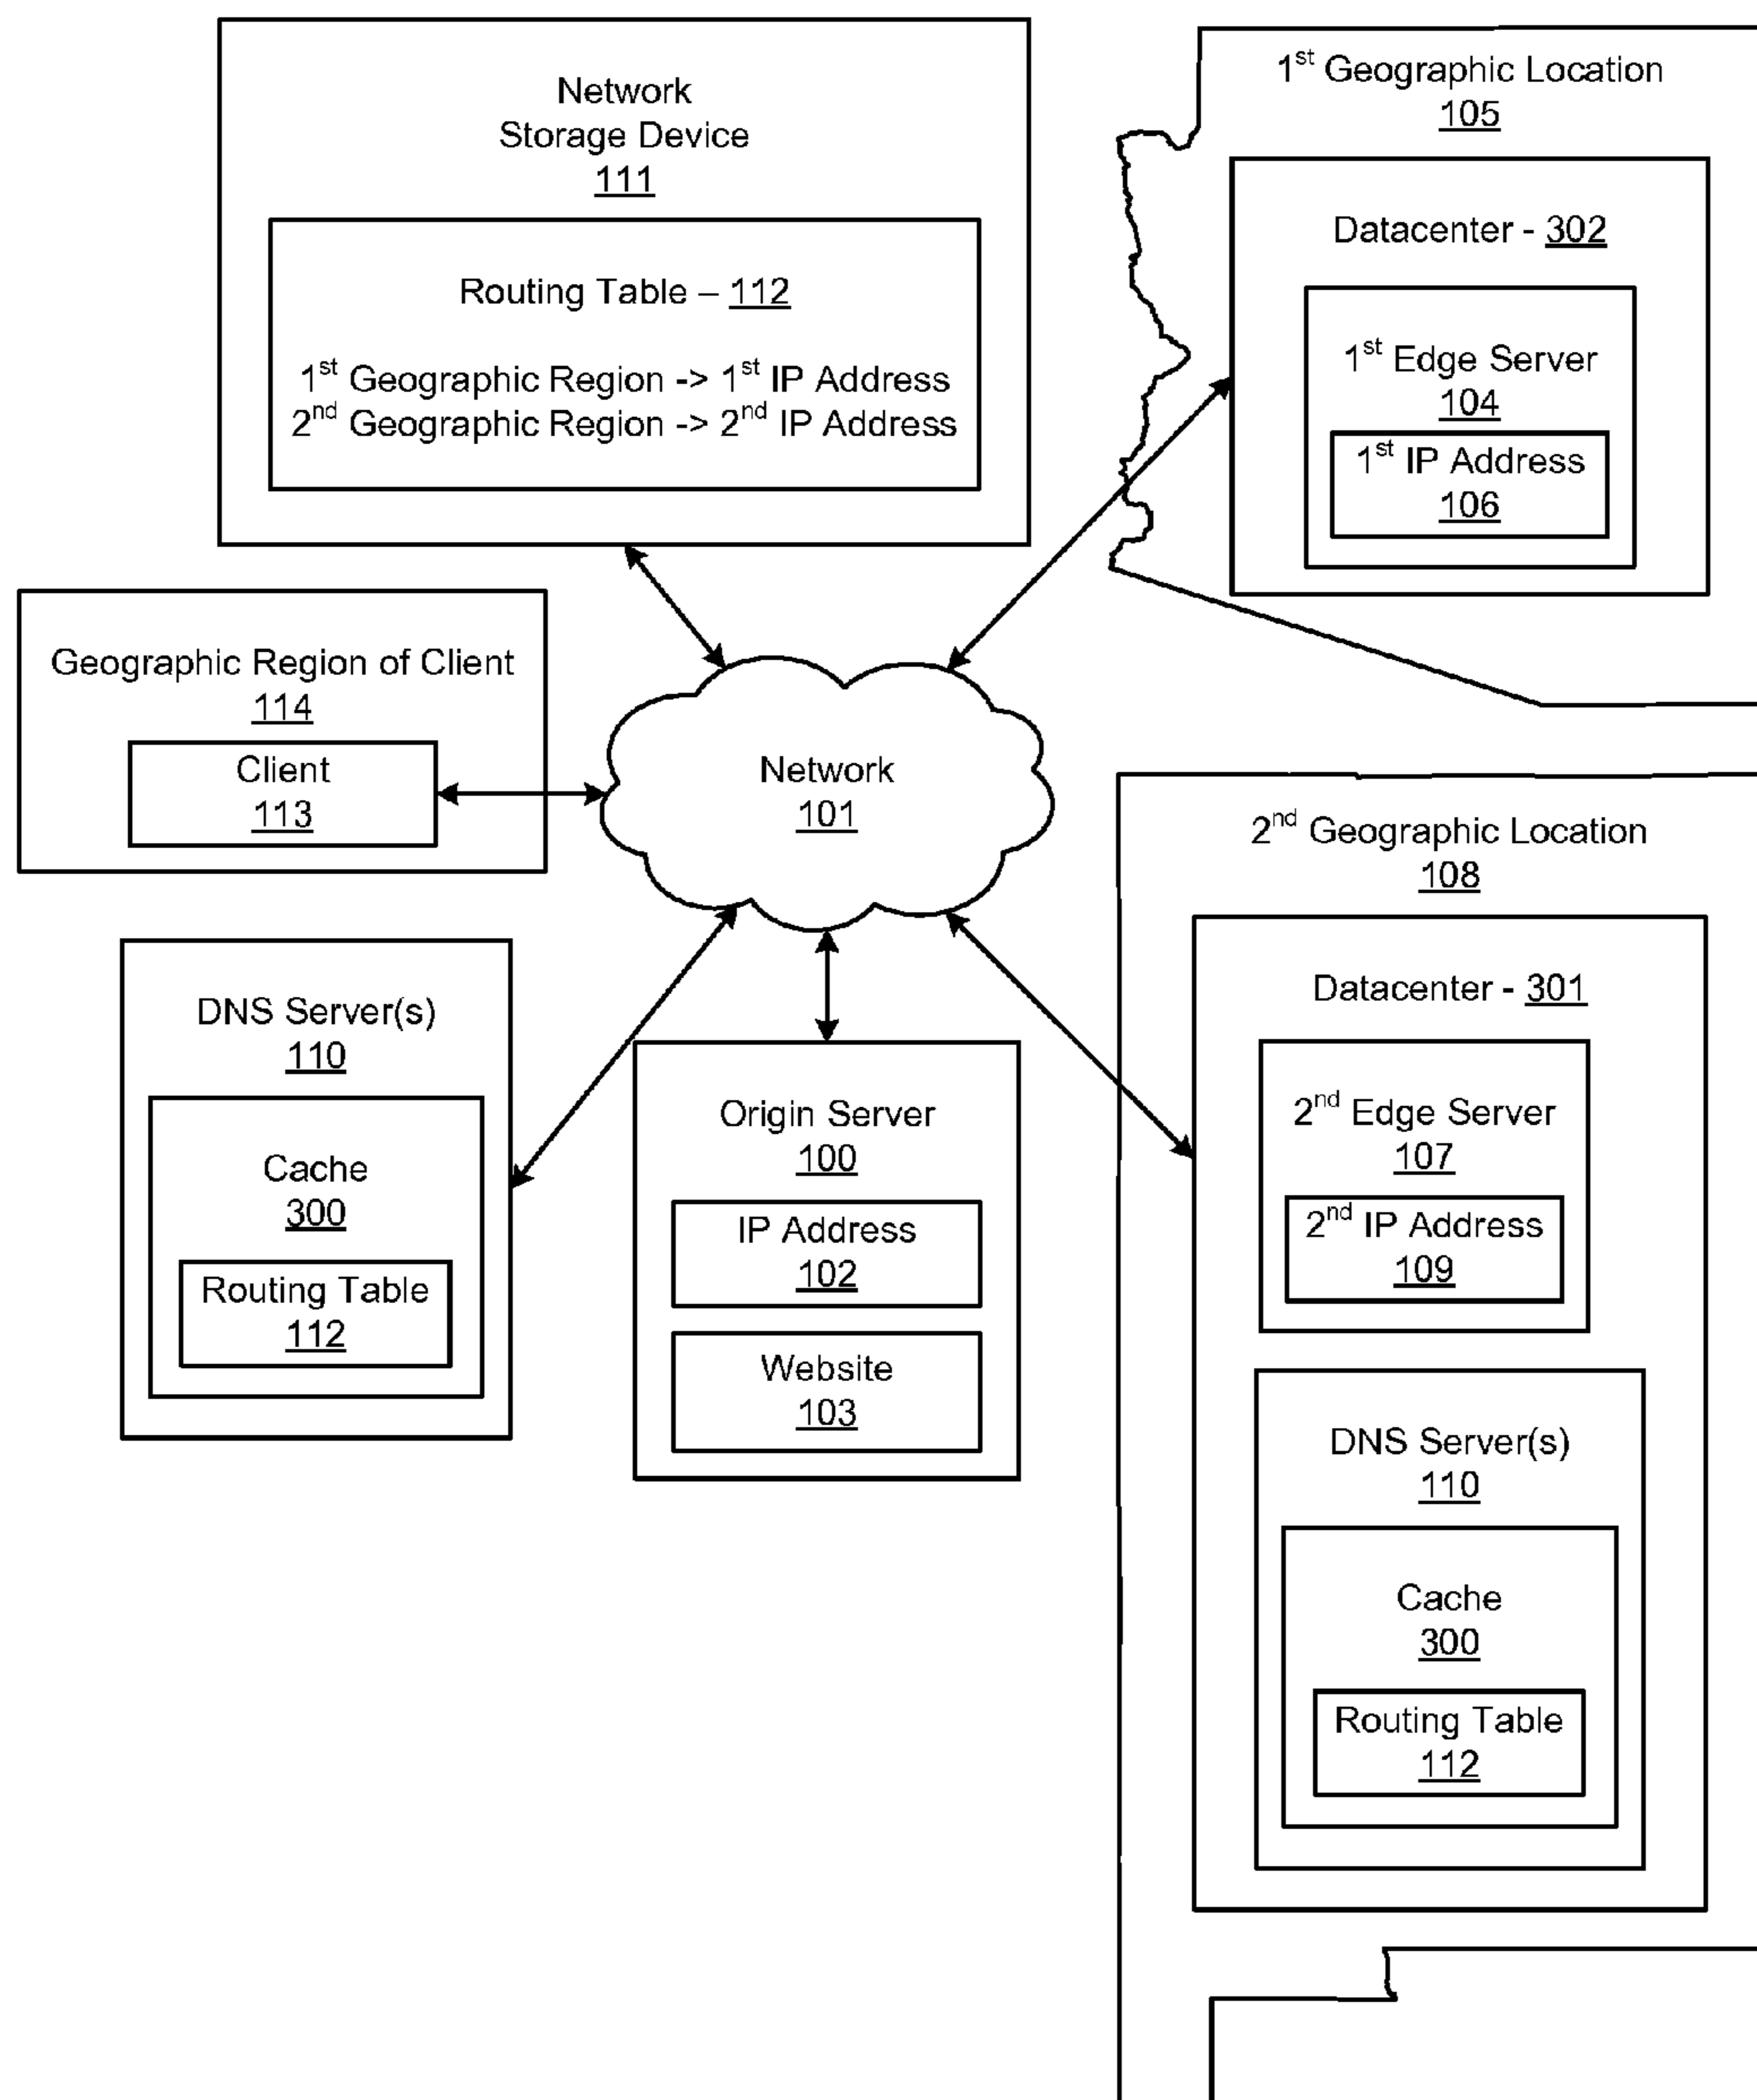 Network
Storage Device
111
Routing Table – 112
1st Geographic Region -> 1st IP Address
2nd Geographic Region -> 2nd IP Address
1st Geographic Location
105
Datacenter - 302
1st Edge Server
104
1st IP Address
106
Geographic Region of Client
114
Client
113
Network
101
2nd Geographic Location
108
Datacenter - 301
2nd Edge Server
107
2nd IP Address
109
DNS Server(s)
110
Cache
300
Routing Table
112
DNS Server(s)
110
Cache
300
Routing Table
112
Origin Server
100
IP Address
102
Website
103